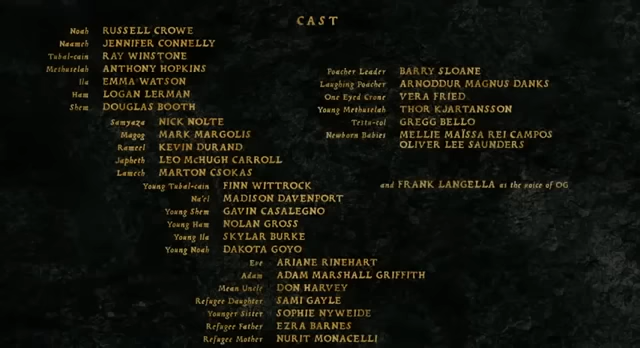 CAST
Noah RUSSELL CROWE
Naameh JENNIFER CONNELLY
Tubal-cain RAY WINSTONE
Methuselah ANTHONY HOPKINS
Ila EMMA WATSON
Ham LOGAN LERMAN
Shem DOUGLAS BOOTH
Samyaza NICK NOLTE
Magog MARK MARGOLIS
Rameel KEVIN DURAND
Japheth LEO McHUGH CARROLL
Lamech MARTON CSOKAS
Young Tubal-cain FINN WITTROCK
Na'el MADISON DAVENPORT
Young Shem GAVIN CASALEGNO
Young Ham NOLAN GROSS
Young Ila SKYLAR BURKE
Young Noah DAKOTA GOYO
Eve ARIANE RINEHART
Adam ADAM MARSHALL GRIFFITH
Mean Uncle DON HARVEY
Refugee Daughter SAMI GAYLE
Younger Sister SOPHIE NYWEIDE
Refugee Father EZRA BARNES
Refugee Mother NURIT MONACELLI
Poacher Leader BARRY SLOANE
Laughing Poacher ARNODDUR MAGNUS DANKS
One Eyed Crone VERA FRIED
Young Methuselah THOR KJARTANSSON
Testa-col GREGG BELLO
Newborn Babies MELLIE MAÏSSA REI CAMPOS
OLIVER LEE SAUNDERS
and FRANK LANGELLA as the voice of OG